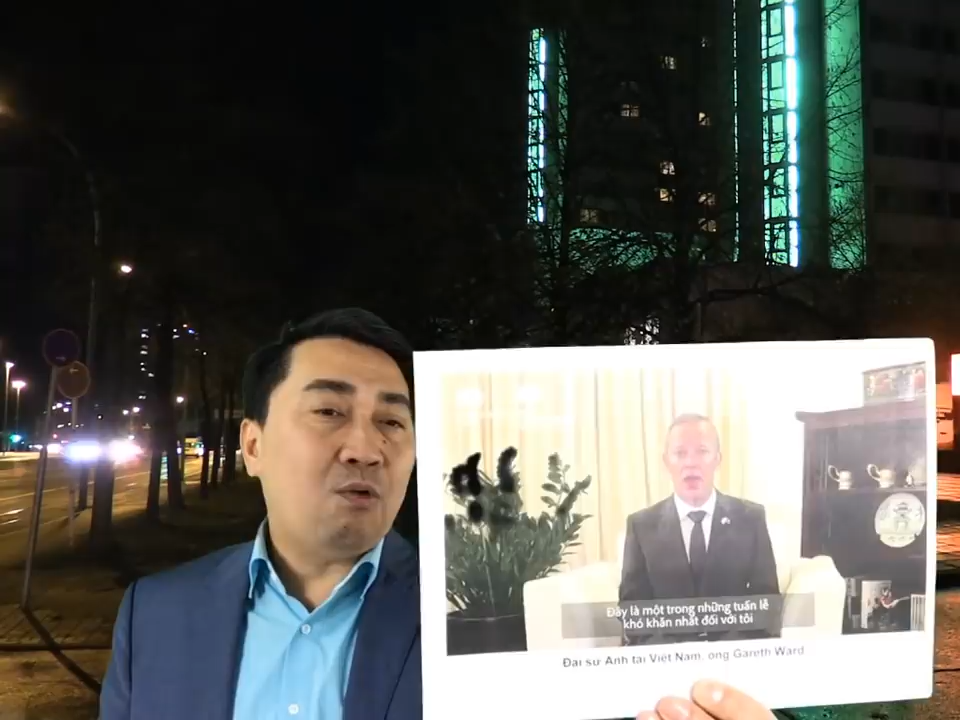 Đây là một trong những tuần lễ
khó khăn nhất đối với tôi
Đại sứ Anh tại Việt Nam, ông Gareth Ward